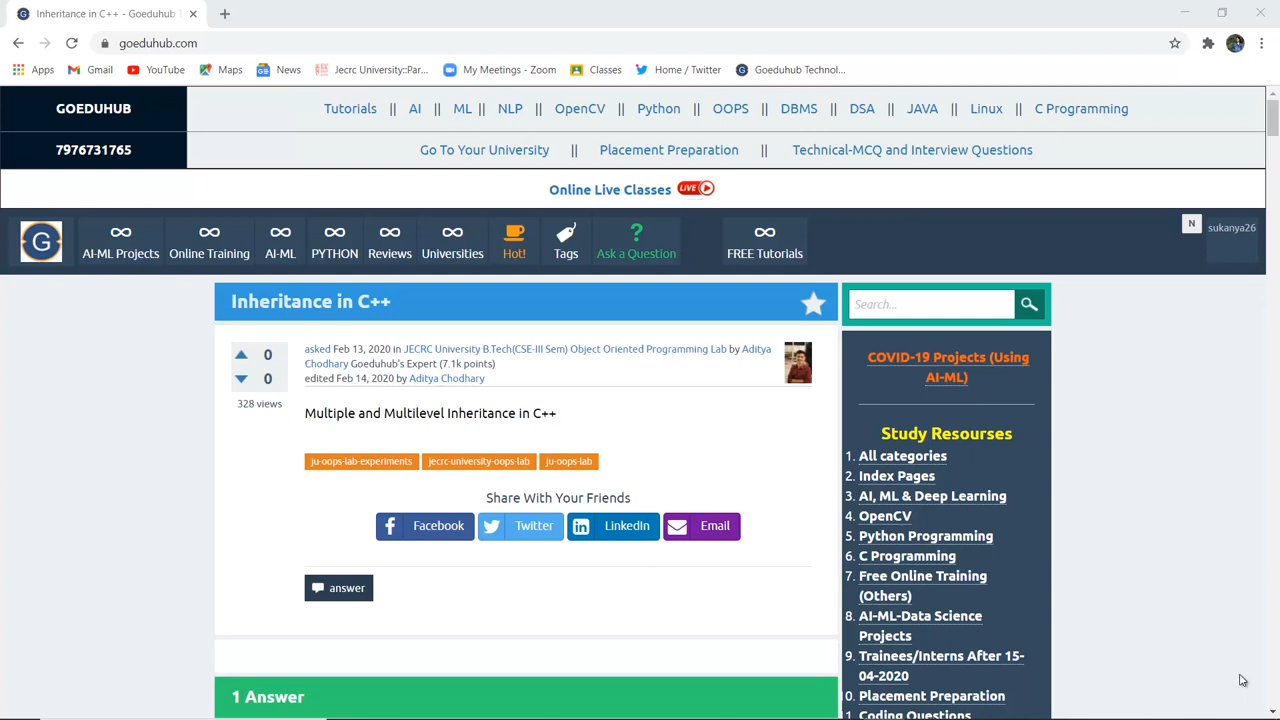 Inheritance in C++ - Goeduhub
goeduhub.com
Apps Gmail YouTube Maps News Jecrc University::Par... My Meetings - Zoom Classes Home / Twitter Goeduhub Technol...
GOEDUHUB
Tutorials || AI || ML || NLP || OpenCV || Python || OOPS || DBMS || DSA || JAVA || Linux || C Programming
7976731765
Go To Your University || Placement Preparation || Technical-MCQ and Interview Questions
Online Live Classes LIVE
G AI-ML Projects Online Training AI-ML PYTHON Reviews Universities Hot! Tags ? Ask a Question FREE Tutorials N sukanya26
Inheritance in C++
0
0
328 views
asked Feb 13, 2020 in JECRC University B.Tech(CSE-III Sem) Object Oriented Programming Lab by Aditya
Chodhary Goeduhub's Expert (7.1k points)
edited Feb 14, 2020 by Aditya Chodhary
Multiple and Multilevel Inheritance in C++
ju-oops-lab-experiments jecrc-university-oops-lab ju-oops-lab
Share With Your Friends
Facebook Twitter LinkedIn Email
answer
1 Answer
Search...
COVID-19 Projects (Using
AI-ML)
Study Resourses
1. All categories
2. Index Pages
3. AI, ML & Deep Learning
4. OpenCV
5. Python Programming
6. C Programming
7. Free Online Training
(Others)
8. AI-ML-Data Science
Projects
9. Trainees/Interns After 15-
04-2020
10. Placement Preparation
11. Coding Questions